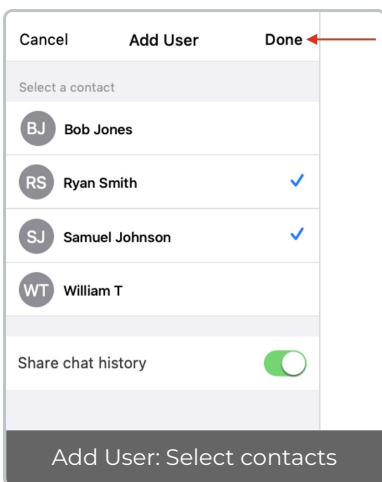 Cancel Add User Done
Select a contact
BJ Bob Jones
RS Ryan Smith
SJ Samuel Johnson
WT William T
Share chat history
Add User: Select contacts